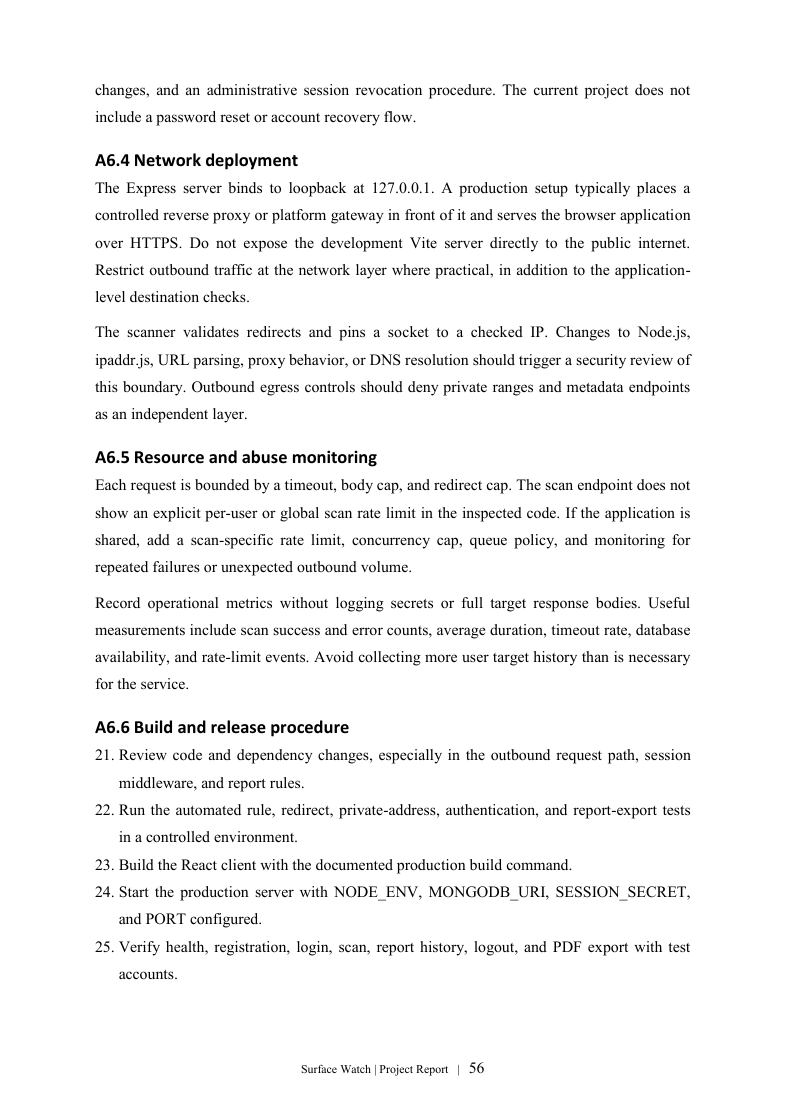 changes, and an administrative session revocation procedure. The current project does not
include a password reset or account recovery flow.
A6.4 Network deployment
The Express server binds to loopback at 127.0.0.1. A production setup typically places a
controlled reverse proxy or platform gateway in front of it and serves the browser application
over HTTPS. Do not expose the development Vite server directly to the public internet.
Restrict outbound traffic at the network layer where practical, in addition to the application-
level destination checks.
The scanner validates redirects and pins a socket to a checked IP. Changes to Node.js,
ipaddr.js, URL parsing, proxy behavior, or DNS resolution should trigger a security review of
this boundary. Outbound egress controls should deny private ranges and metadata endpoints
as an independent layer.
A6.5 Resource and abuse monitoring
Each request is bounded by a timeout, body cap, and redirect cap. The scan endpoint does not
show an explicit per-user or global scan rate limit in the inspected code. If the application is
shared, add a scan-specific rate limit, concurrency cap, queue policy, and monitoring for
repeated failures or unexpected outbound volume.
Record operational metrics without logging secrets or full target response bodies. Useful
measurements include scan success and error counts, average duration, timeout rate, database
availability, and rate-limit events. Avoid collecting more user target history than is necessary
for the service.
A6.6 Build and release procedure
21. Review code and dependency changes, especially in the outbound request path, session
middleware, and report rules.
22. Run the automated rule, redirect, private-address, authentication, and report-export tests
in a controlled environment.
23. Build the React client with the documented production build command.
24. Start the production server with NODE_ENV, MONGODB_URI, SESSION_SECRET,
and PORT configured.
25. Verify health, registration, login, scan, report history, logout, and PDF export with test
accounts.
Surface Watch | Project Report | 56